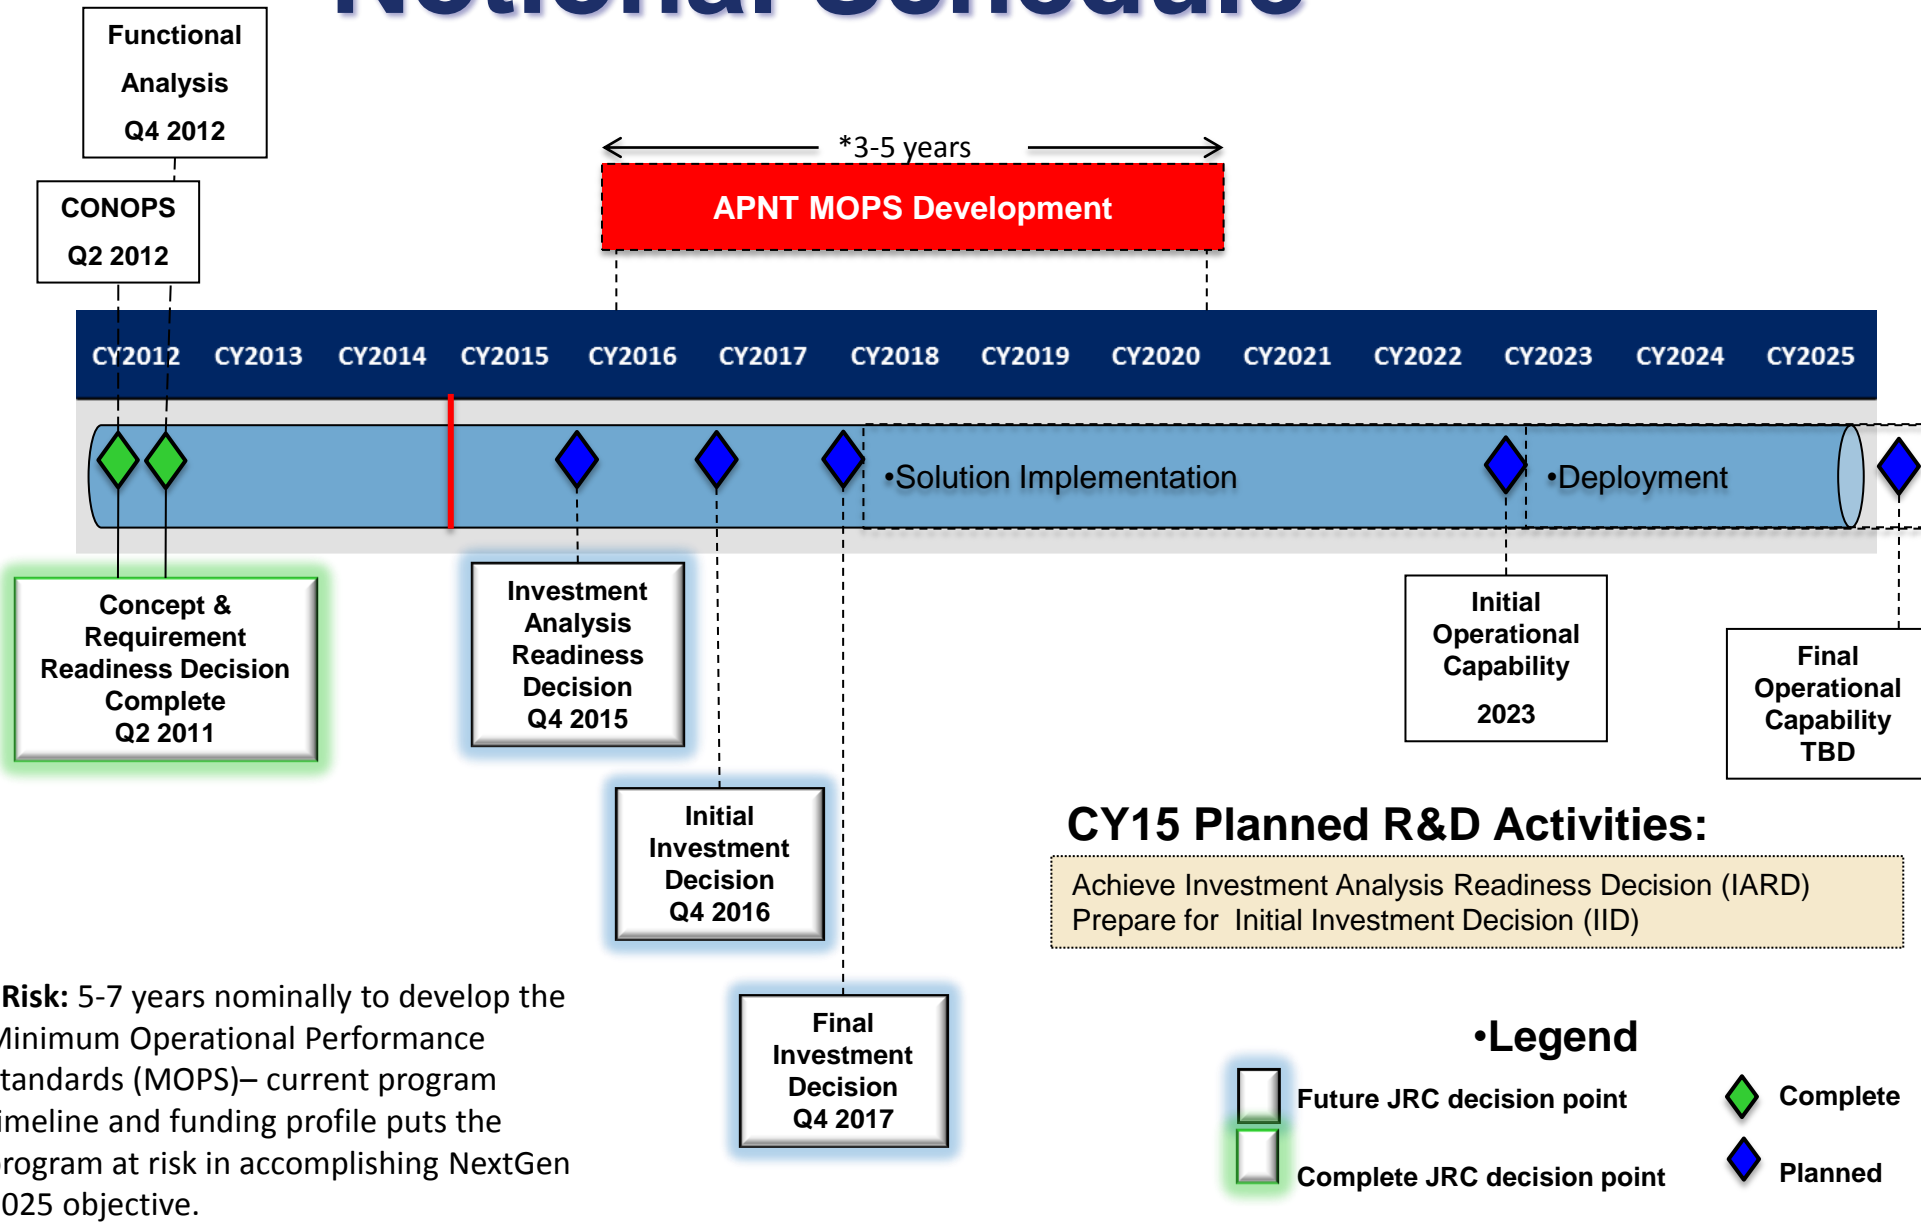 Notional Schedule
Functional
Analysis
Q4 2012
CONOPS
Q2 2012
*3-5 years
APNT MOPS Development
CY2012 CY2013 CY2014 CY2015 CY2016 CY2017 CY2018 CY2019 CY2020 CY2021 CY2022 CY2023 CY2024 CY2025
•Solution Implementation
•Deployment
Concept &
Requirement
Readiness Decision
Complete
Q2 2011
Investment
Analysis
Readiness
Decision
Q4 2015
Initial
Investment
Decision
Q4 2016
Final
Investment
Decision
Q4 2017
Initial
Operational
Capability
2023
Final
Operational
Capability
TBD
CY15 Planned R&D Activities:
Achieve Investment Analysis Readiness Decision (IARD)
Prepare for Initial Investment Decision (IID)
Risk: 5-7 years nominally to develop the
Minimum Operational Performance
tandards (MOPS)– current program
imeline and funding profile puts the
rogram at risk in accomplishing NextGen
025 objective.
•Legend
Future JRC decision point
Complete
Complete JRC decision point
Planned